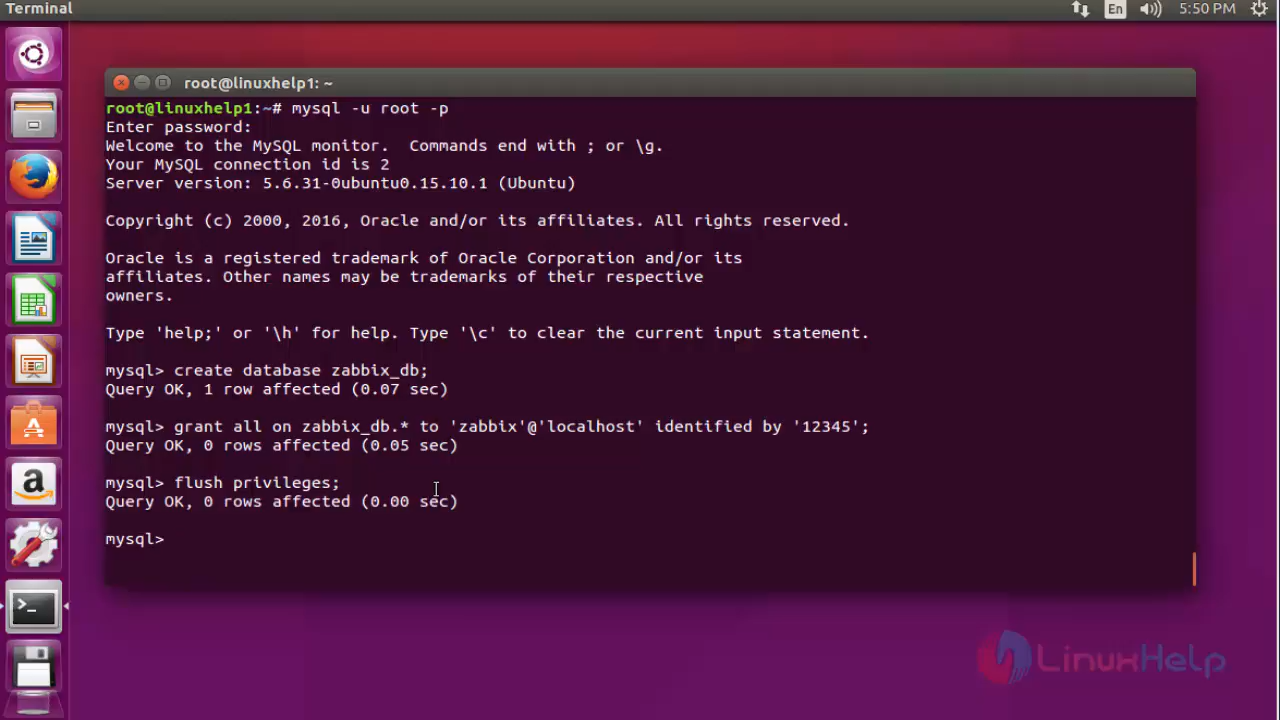 Terminal
En
5:50 PM
root@linuxhelp1: ~
root@linuxhelp1:~# mysql -u root -p
Enter password:
Welcome to the MySQL monitor.  Commands end with ; or \g.
Your MySQL connection id is 2
Server version: 5.6.31-0ubuntu0.15.10.1 (Ubuntu)
Copyright (c) 2000, 2016, Oracle and/or its affiliates. All rights reserved.
Oracle is a registered trademark of Oracle Corporation and/or its
affiliates. Other names may be trademarks of their respective
owners.
Type 'help;' or '\h' for help. Type '\c' to clear the current input statement.
mysql> create database zabbix_db;
Query OK, 1 row affected (0.07 sec)
mysql> grant all on zabbix_db.* to 'zabbix'@'localhost' identified by '12345';
Query OK, 0 rows affected (0.05 sec)
mysql> flush privileges;
Query OK, 0 rows affected (0.00 sec)
mysql>
LinuxHelp